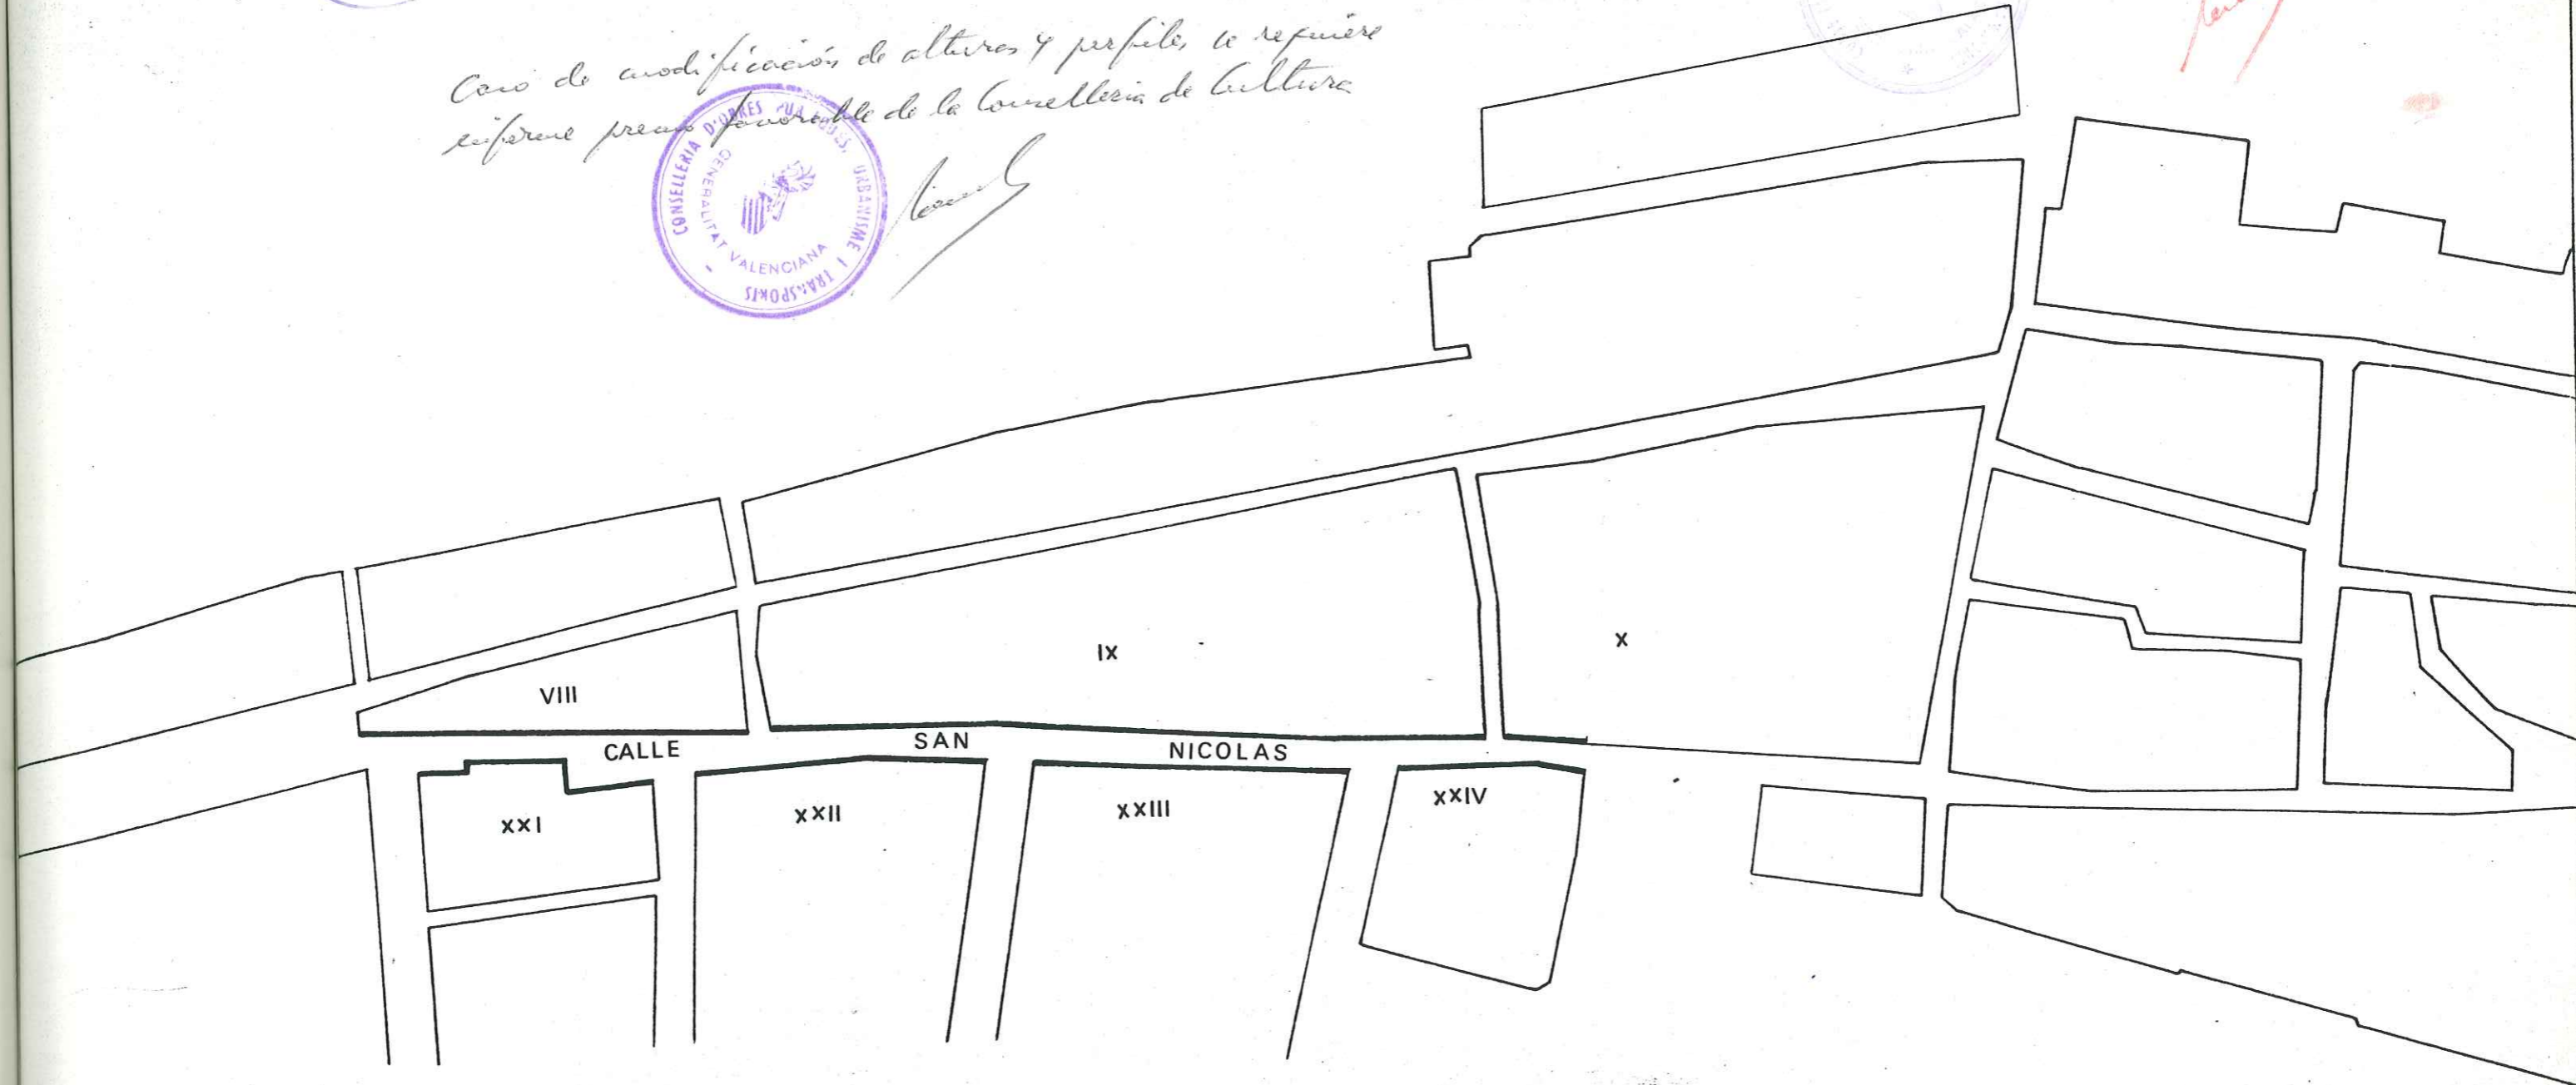 Caso de modificación de alturas y perfiles se requiere
informe previo favorable de la Conselleria de Cultura
CONSELLERIA D'OBRES PUBLIQUES, URBANISME I TRANSPORTS -
GENERALITAT VALENCIANA
IX
X
VIII
CALLE SAN NICOLAS
XXI
XXII
XXIII
XXIV